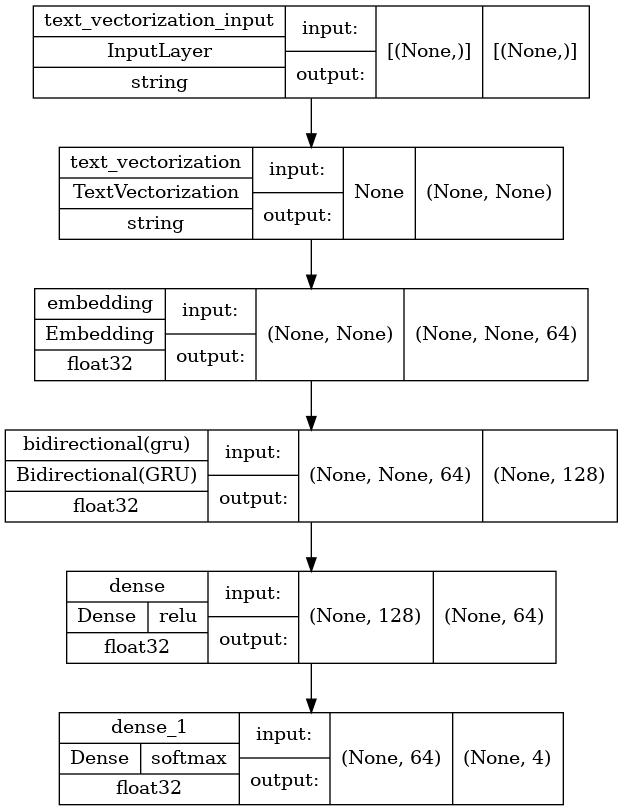 text_vectorization_input
InputLayer
string
input:
output:
[(None,)]
[(None,)]
text_vectorization
TextVectorization
string
input:
output:
None
(None, None)
embedding
Embedding
float32
input:
output:
(None, None)
(None, None, 64)
bidirectional(gru)
Bidirectional(GRU)
float32
input:
output:
(None, None, 64)
(None, 128)
dense
Dense relu
float32
input:
output:
(None, 128)
(None, 64)
dense_1
Dense softmax
float32
input:
output:
(None, 64)
(None, 4)